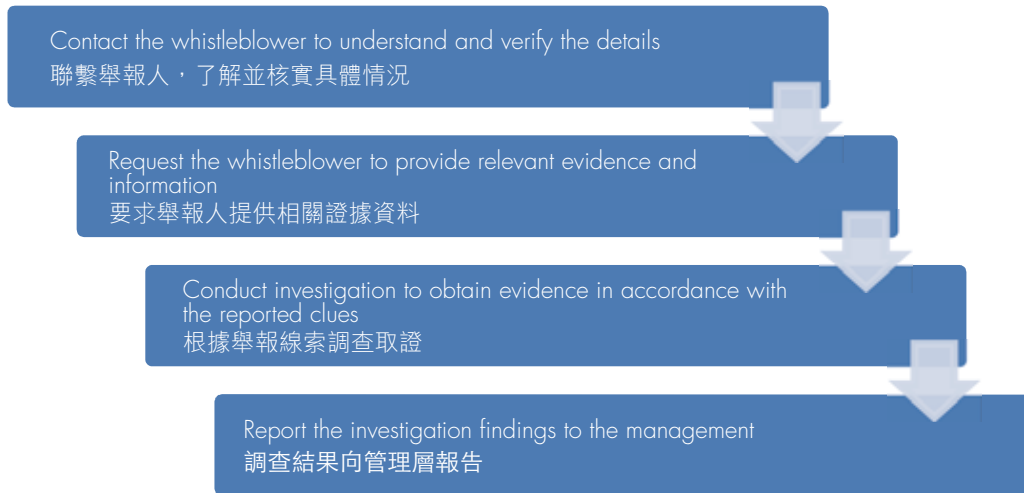 Contact the whistleblower to understand and verify the details
聯繫舉報人，了解並核實具體情況
Request the whistleblower to provide relevant evidence and
information
要求舉報人提供相關證據資料
Conduct investigation to obtain evidence in accordance with
the reported clues
根據舉報線索調查取證
Report the investigation findings to the management
調查結果向管理層報告